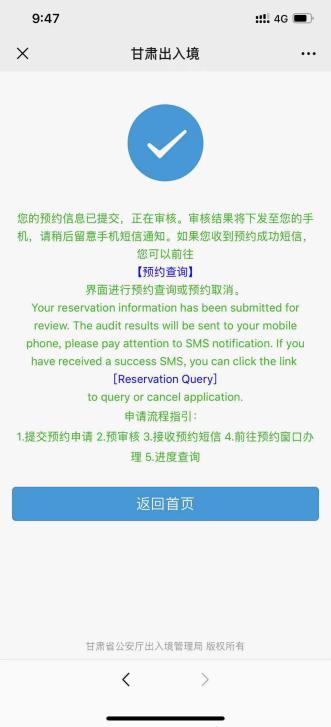 9:47
4G
甘肃出入境
您的预约信息已提交，正在审核。审核结果将下发至您的手
机，请稍后留意手机短信通知。如果您收到预约成功短信，
您可以前往
【预约查询】
界面进行预约查询或预约取消。
Your reservation information has been submitted for
review. The audit results will be sent to your mobile
phone, please pay attention to SMS notification. If you
have received a success SMS, you can click the link
［Reservation Query］
to query or cancel application.
申请流程指引：
1.提交预约申请 2.预审核 3.接收预约短信 4.前往预约窗口办
理 5.进度查询
返回首页
甘肃省公安厅出入境管理局 版权所有